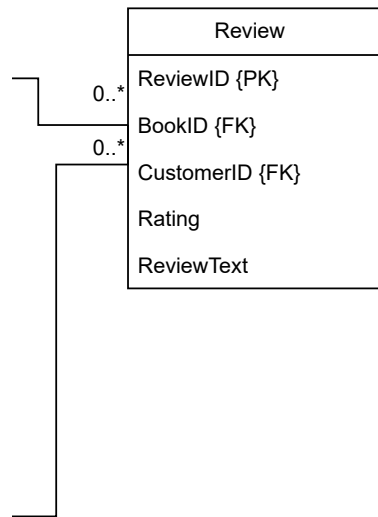 Review
ReviewID {PK}
0..*
BookID {FK}
0..*
CustomerID {FK}
Rating
ReviewText